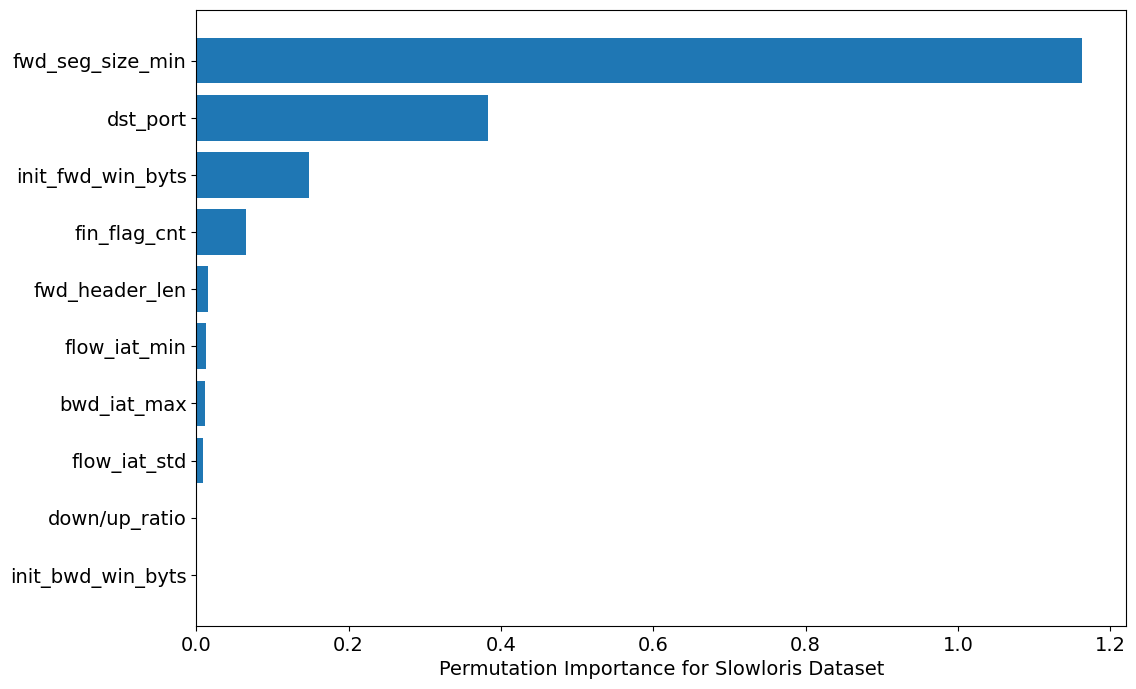 fwd_seg_size_min
dst_port
init_fwd_win_byts
fin_flag_cnt
fwd_header_len
flow_iat_min
bwd_iat_max
flow_iat_std
down/up_ratio
init_bwd_win_byts
0.0 0.2 0.4 0.6 0.8 1.0 1.2
Permutation Importance for Slowloris Dataset